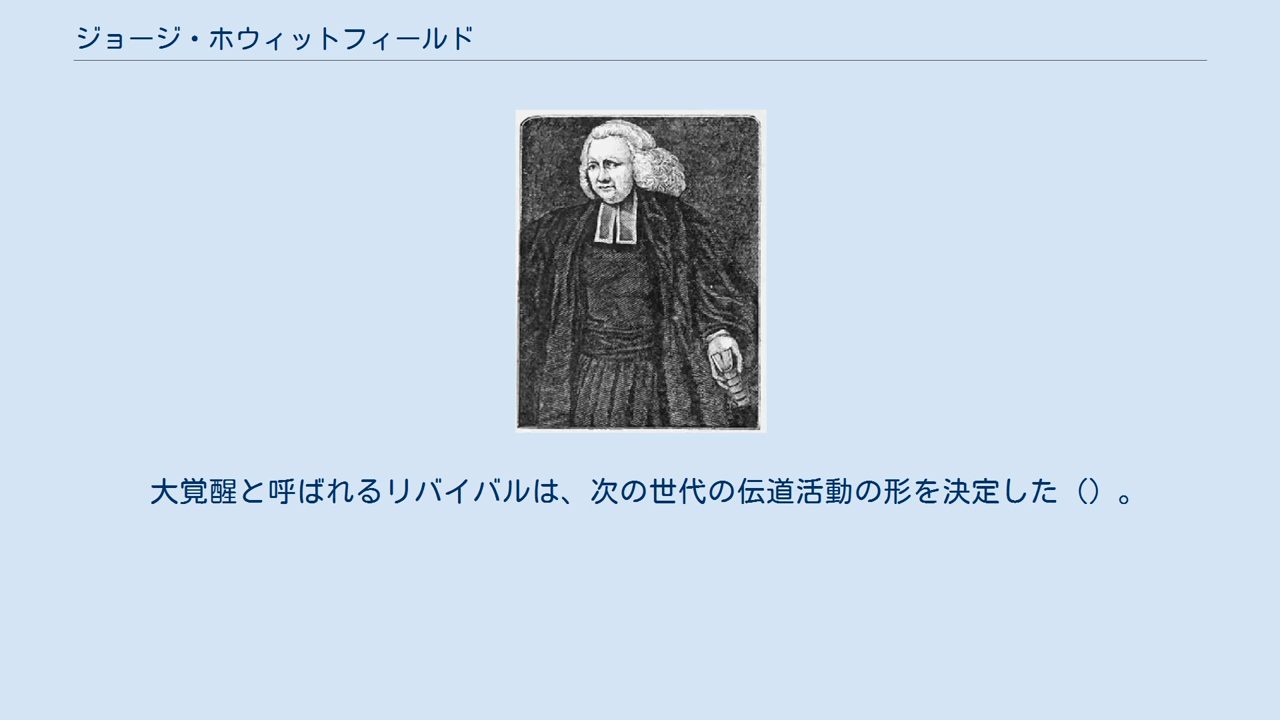 ジョージ・ホウィットフィールド
大覚醒と呼ばれるリバイバルは、次の世代の伝道活動の形を決定した（）。